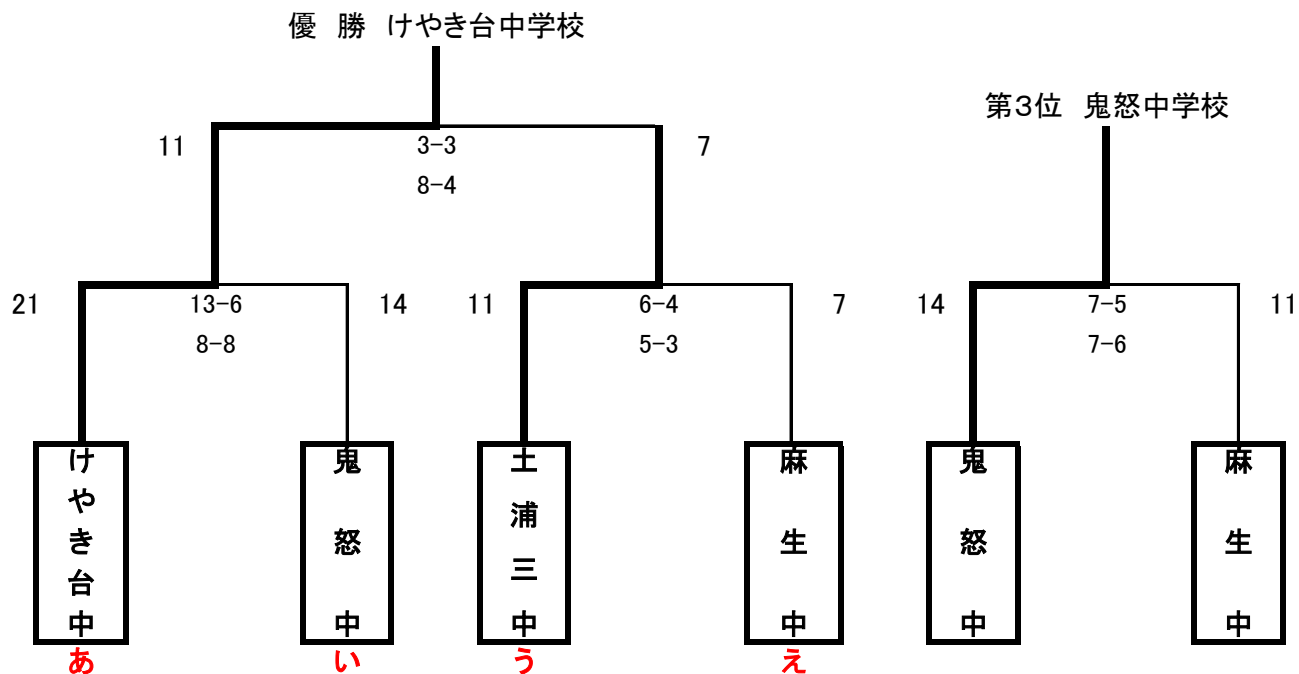 優 勝 けやき台中学校
第3位 鬼怒中学校
11
3-3
7
8-4
21
13-6
14
11
6-4
7
14
7-5
11
8-8
5-3
7-6
けやき台中
鬼怒中
土浦三中
麻生中
鬼怒中
麻生中
あ
い
う
え